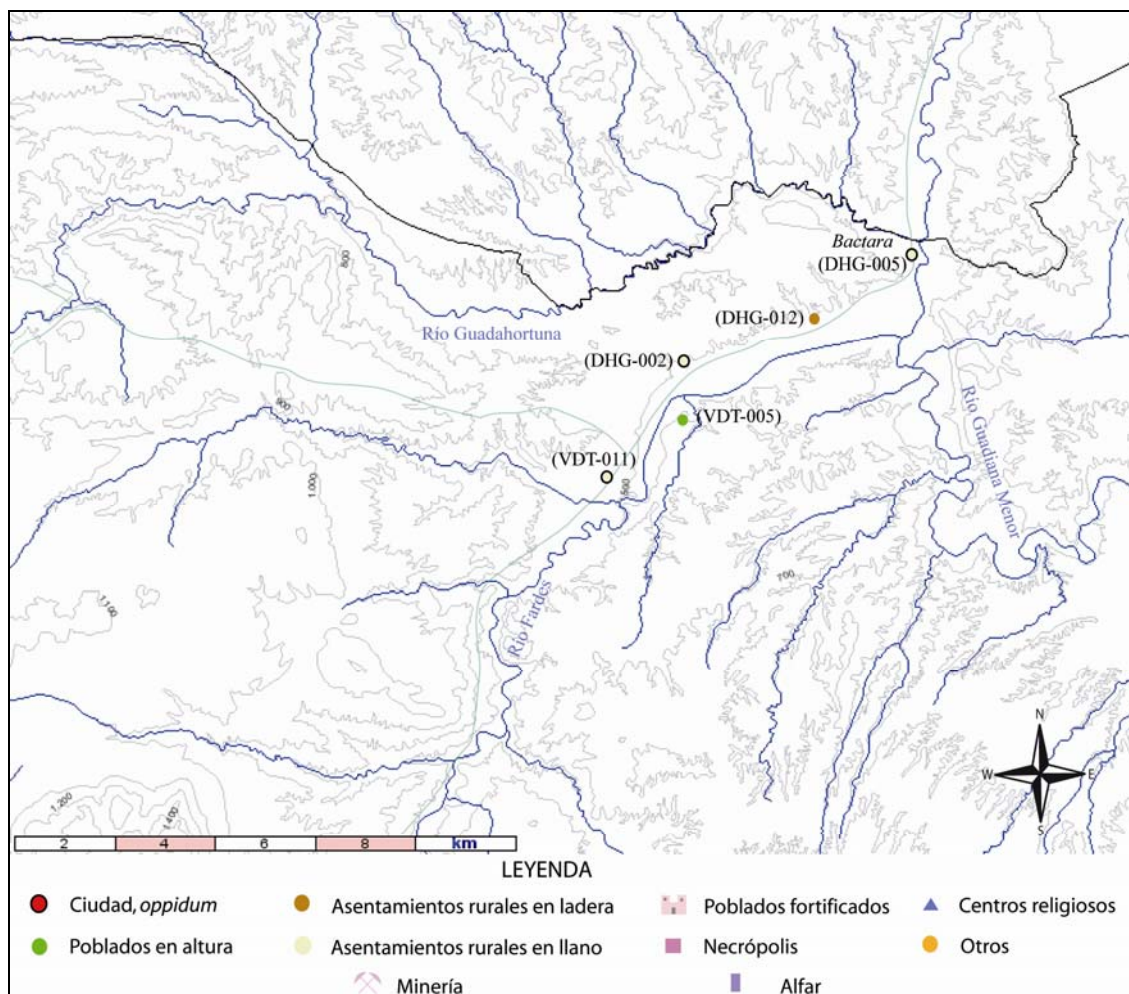 Bactara
(DHG-005)
(DHG-012)
(DHG-002)
(VDT-005)
(VDT-011)
Río Guadahortuna
Río Guadiana Menor
Río Fardes
800
900
1.000
1.100
500
700
1.200
1.400
N
W
E
S
2
4
6
8
km
LEYENDA
Ciudad, oppidum
Asentamientos rurales en ladera
Poblados fortificados
Centros religiosos
Poblados en altura
Asentamientos rurales en llano
Necrópolis
Otros
Minería
Alfar